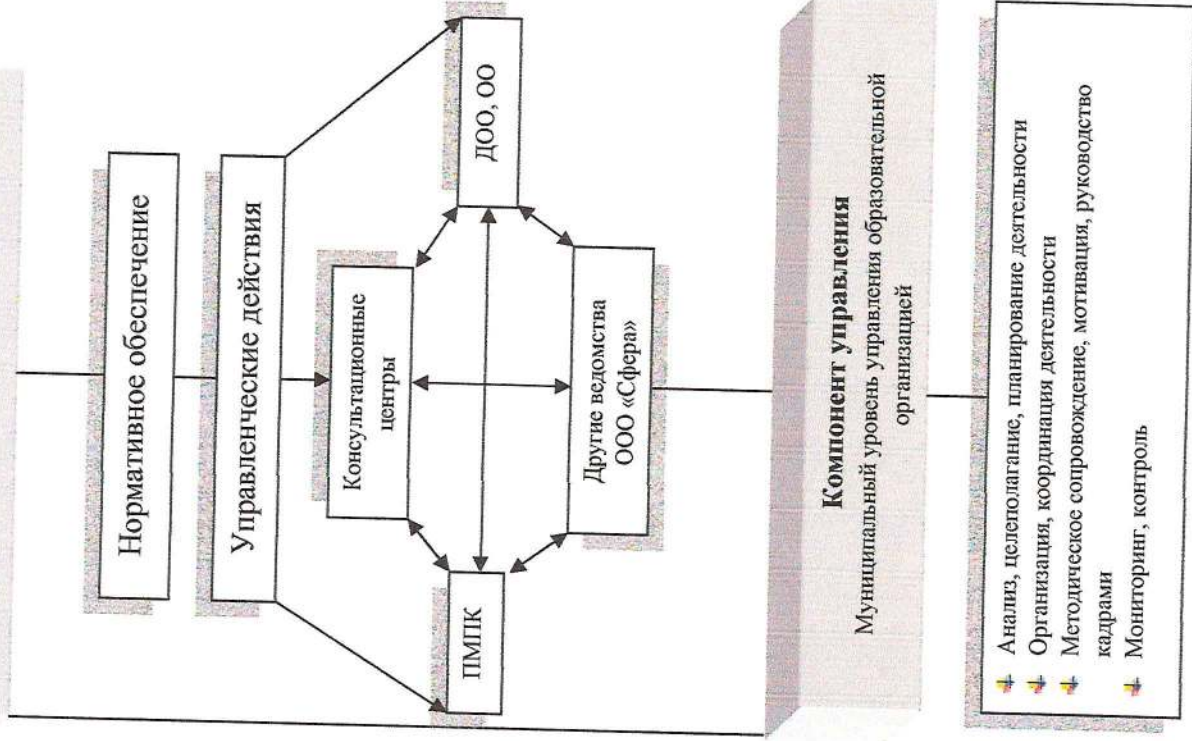 Нормативное обеспечение
Управленческие действия
Консультационные
центры
ПМПК
ДОО, ОО
Другие ведомства
ООО «Сфера»
Компонент управления
Муниципальный уровень управления образовательной
организацией
Анализ, целеполагание, планирование деятельности
Организация, координация деятельности
Методическое сопровождение, мотивация, руководство
кадрами
Мониторинг, контроль